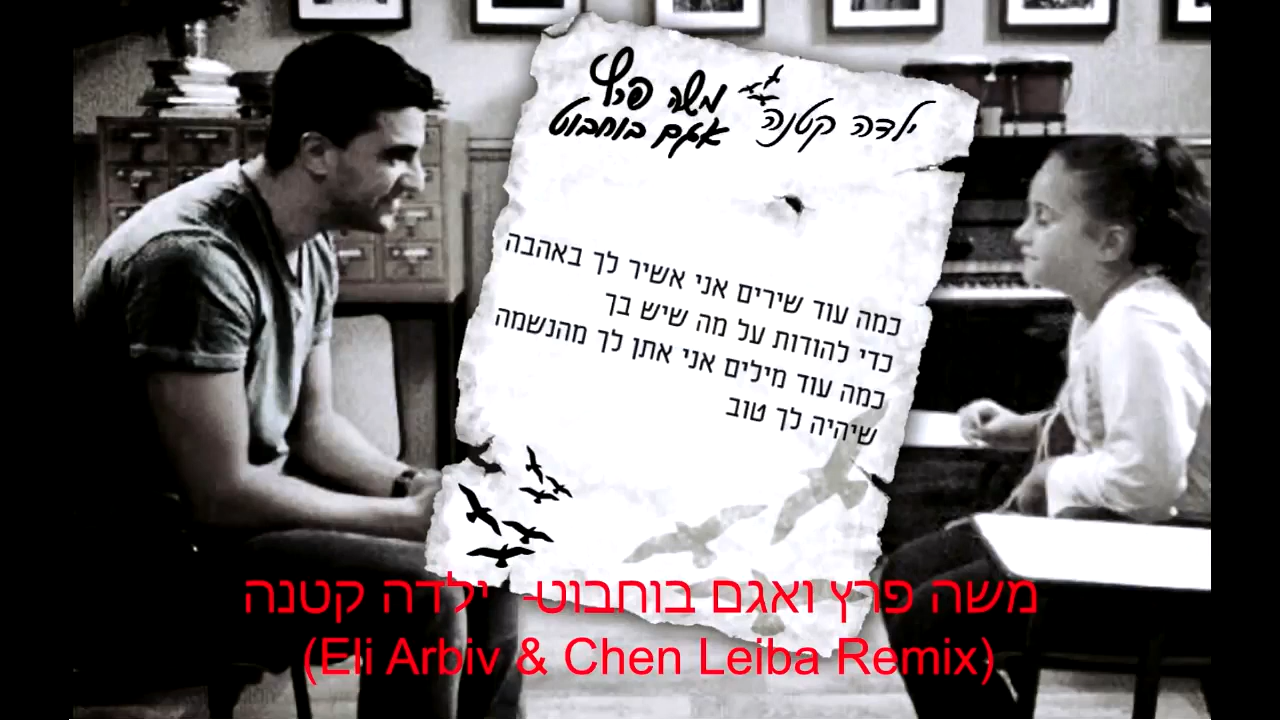 ילדה קטנה
משה פרץ
אגם בוחבוט
כמה עוד שירים אני אשיר לך באהבה
כדי להודות על מה שיש בך
כמה עוד מילים אני אתן לך מהנשמה
שיהיה לך טוב
משה פרץ ואגם בוחבוט- ילדה קטנה
(Eli Arbiv & Chen Leiba Remix)